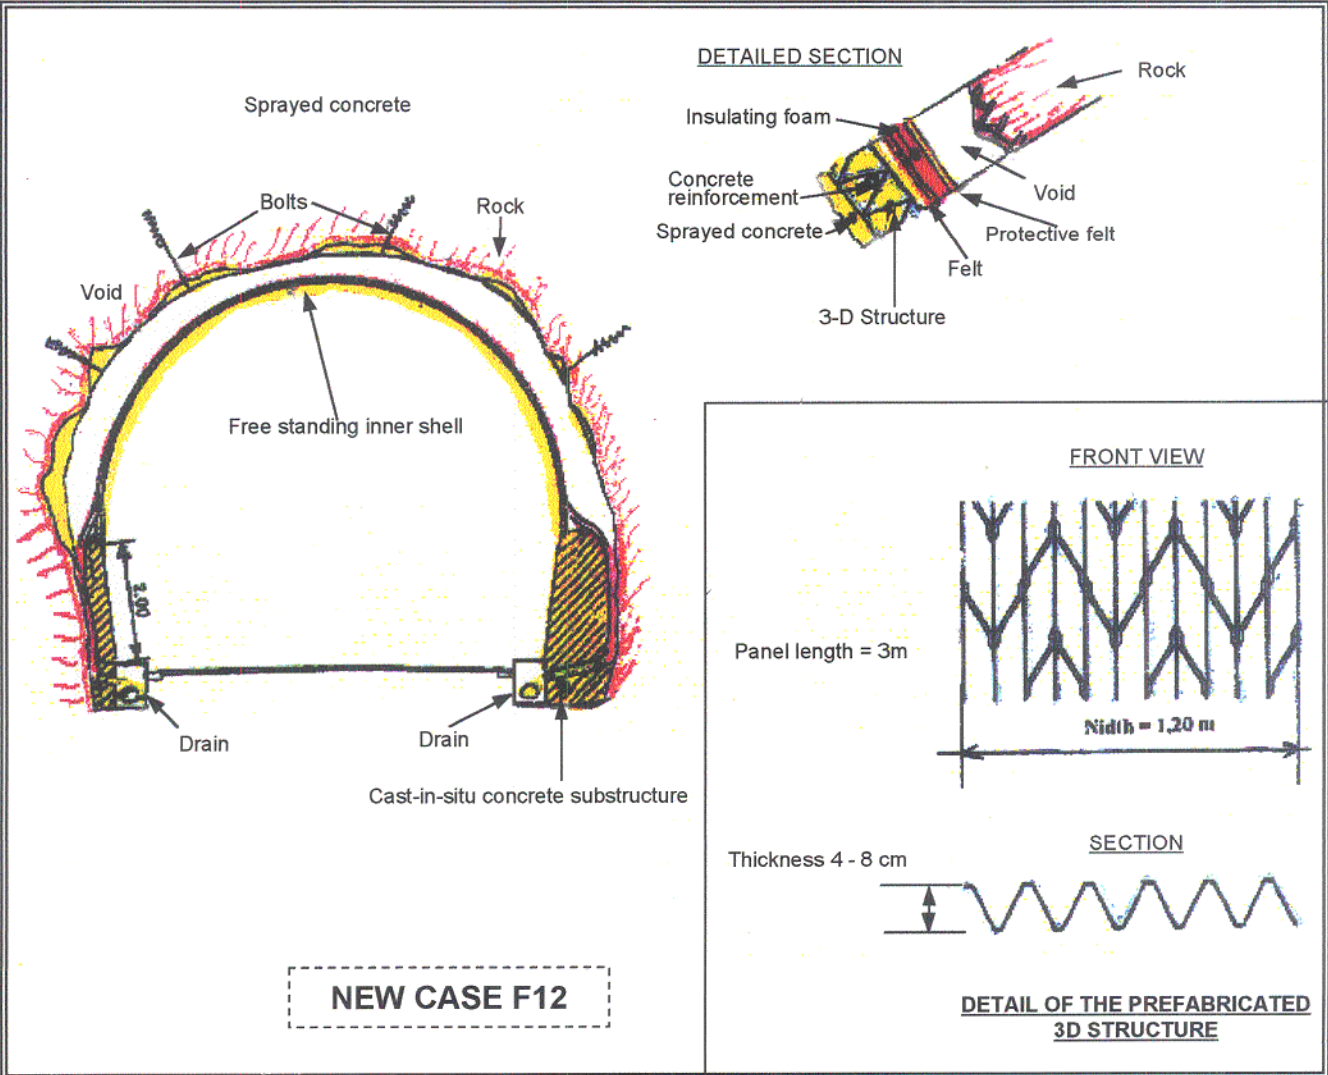 DETAILED SECTION
Rock
Sprayed concrete
Insulating foam
Bolts
Rock
Concrete
reinforcement
Void
Sprayed concrete
Protective felt
Felt
Void
3-D Structure
Free standing inner shell
2.00
Drain
Drain
Cast-in-situ concrete substructure
NEW CASE F12
FRONT VIEW
Panel length = 3m
Nidth = 1,20 m
SECTION
Thickness 4 - 8 cm
DETAIL OF THE PREFABRICATED
3D STRUCTURE